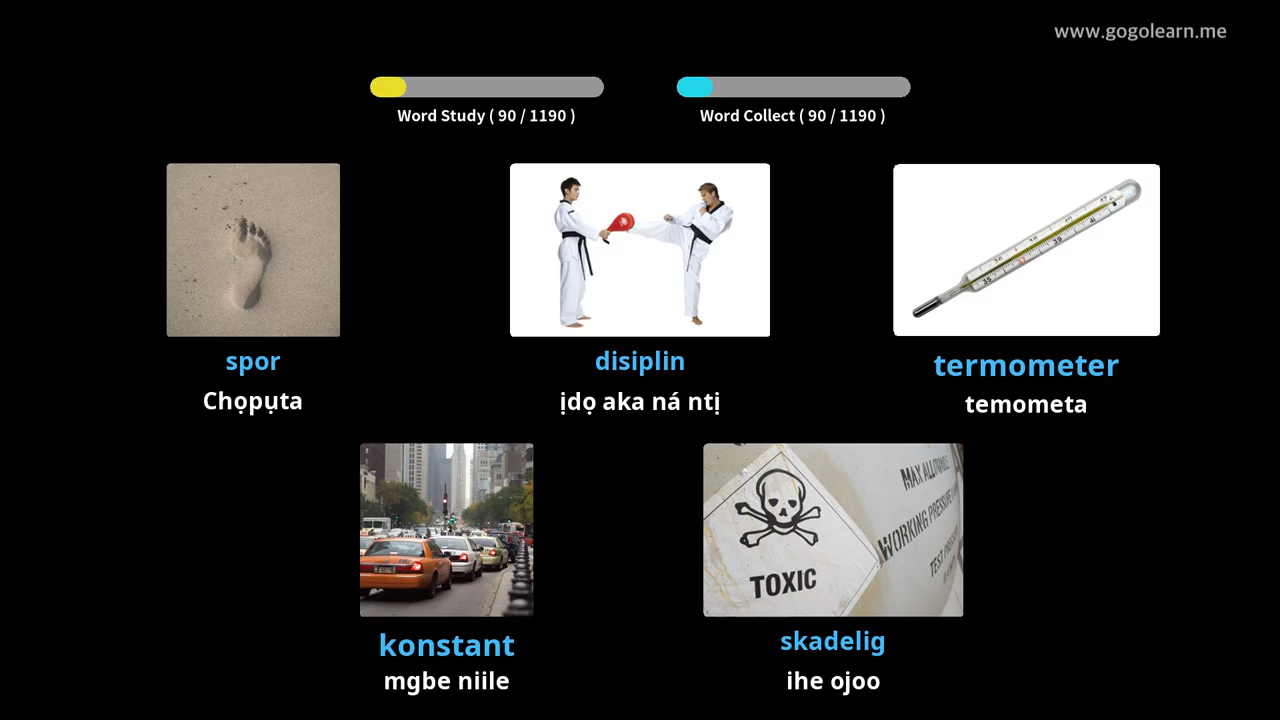 www.gogolearn.me
Word Study ( 90 / 1190 )
Word Collect ( 90 / 1190 )
spor
disiplin
termometer
Chọpụta
ịdọ aka ná ntị
temometa
MAX ALLOWABLE
WORKING PRESSURE
TEST PRESSURE
TOXIC
konstant
skadelig
mgbe niile
ihe ojoo